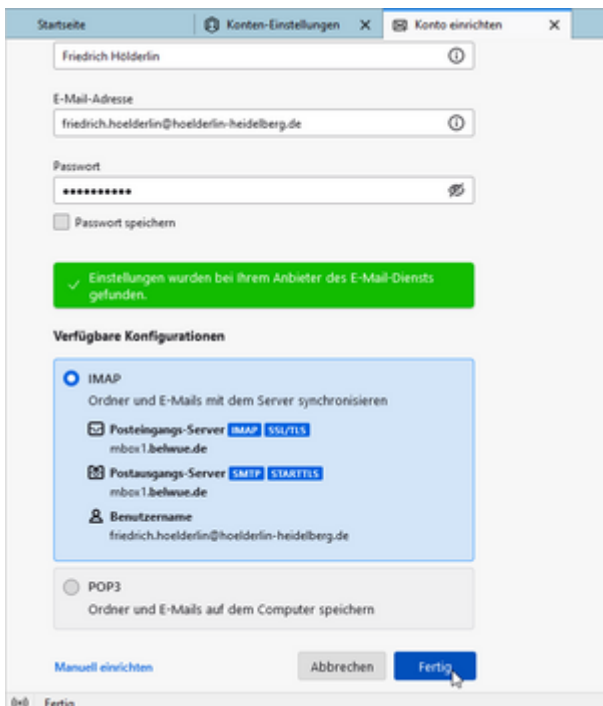 Startseite
Konten-Einstellungen
Konto einrichten
Friedrich Hölderlin
E-Mail-Adresse
friedrich.hoelderlin@hoelderlin-heidelberg.de
Passwort
••••••••••
Passwort speichern
Einstellungen wurden bei Ihrem Anbieter des E-Mail-Diensts
gefunden.
Verfügbare Konfigurationen
IMAP
Ordner und E-Mails mit dem Server synchronisieren
Posteingangs-Server IMAP SSL/TLS
mbox1.belwue.de
Postausgangs-Server SMTP STARTTLS
mbox1.belwue.de
Benutzername
friedrich.hoelderlin@hoelderlin-heidelberg.de
POP3
Ordner und E-Mails auf dem Computer speichern
Manuell einrichten
Abbrechen
Fertig
Fertig